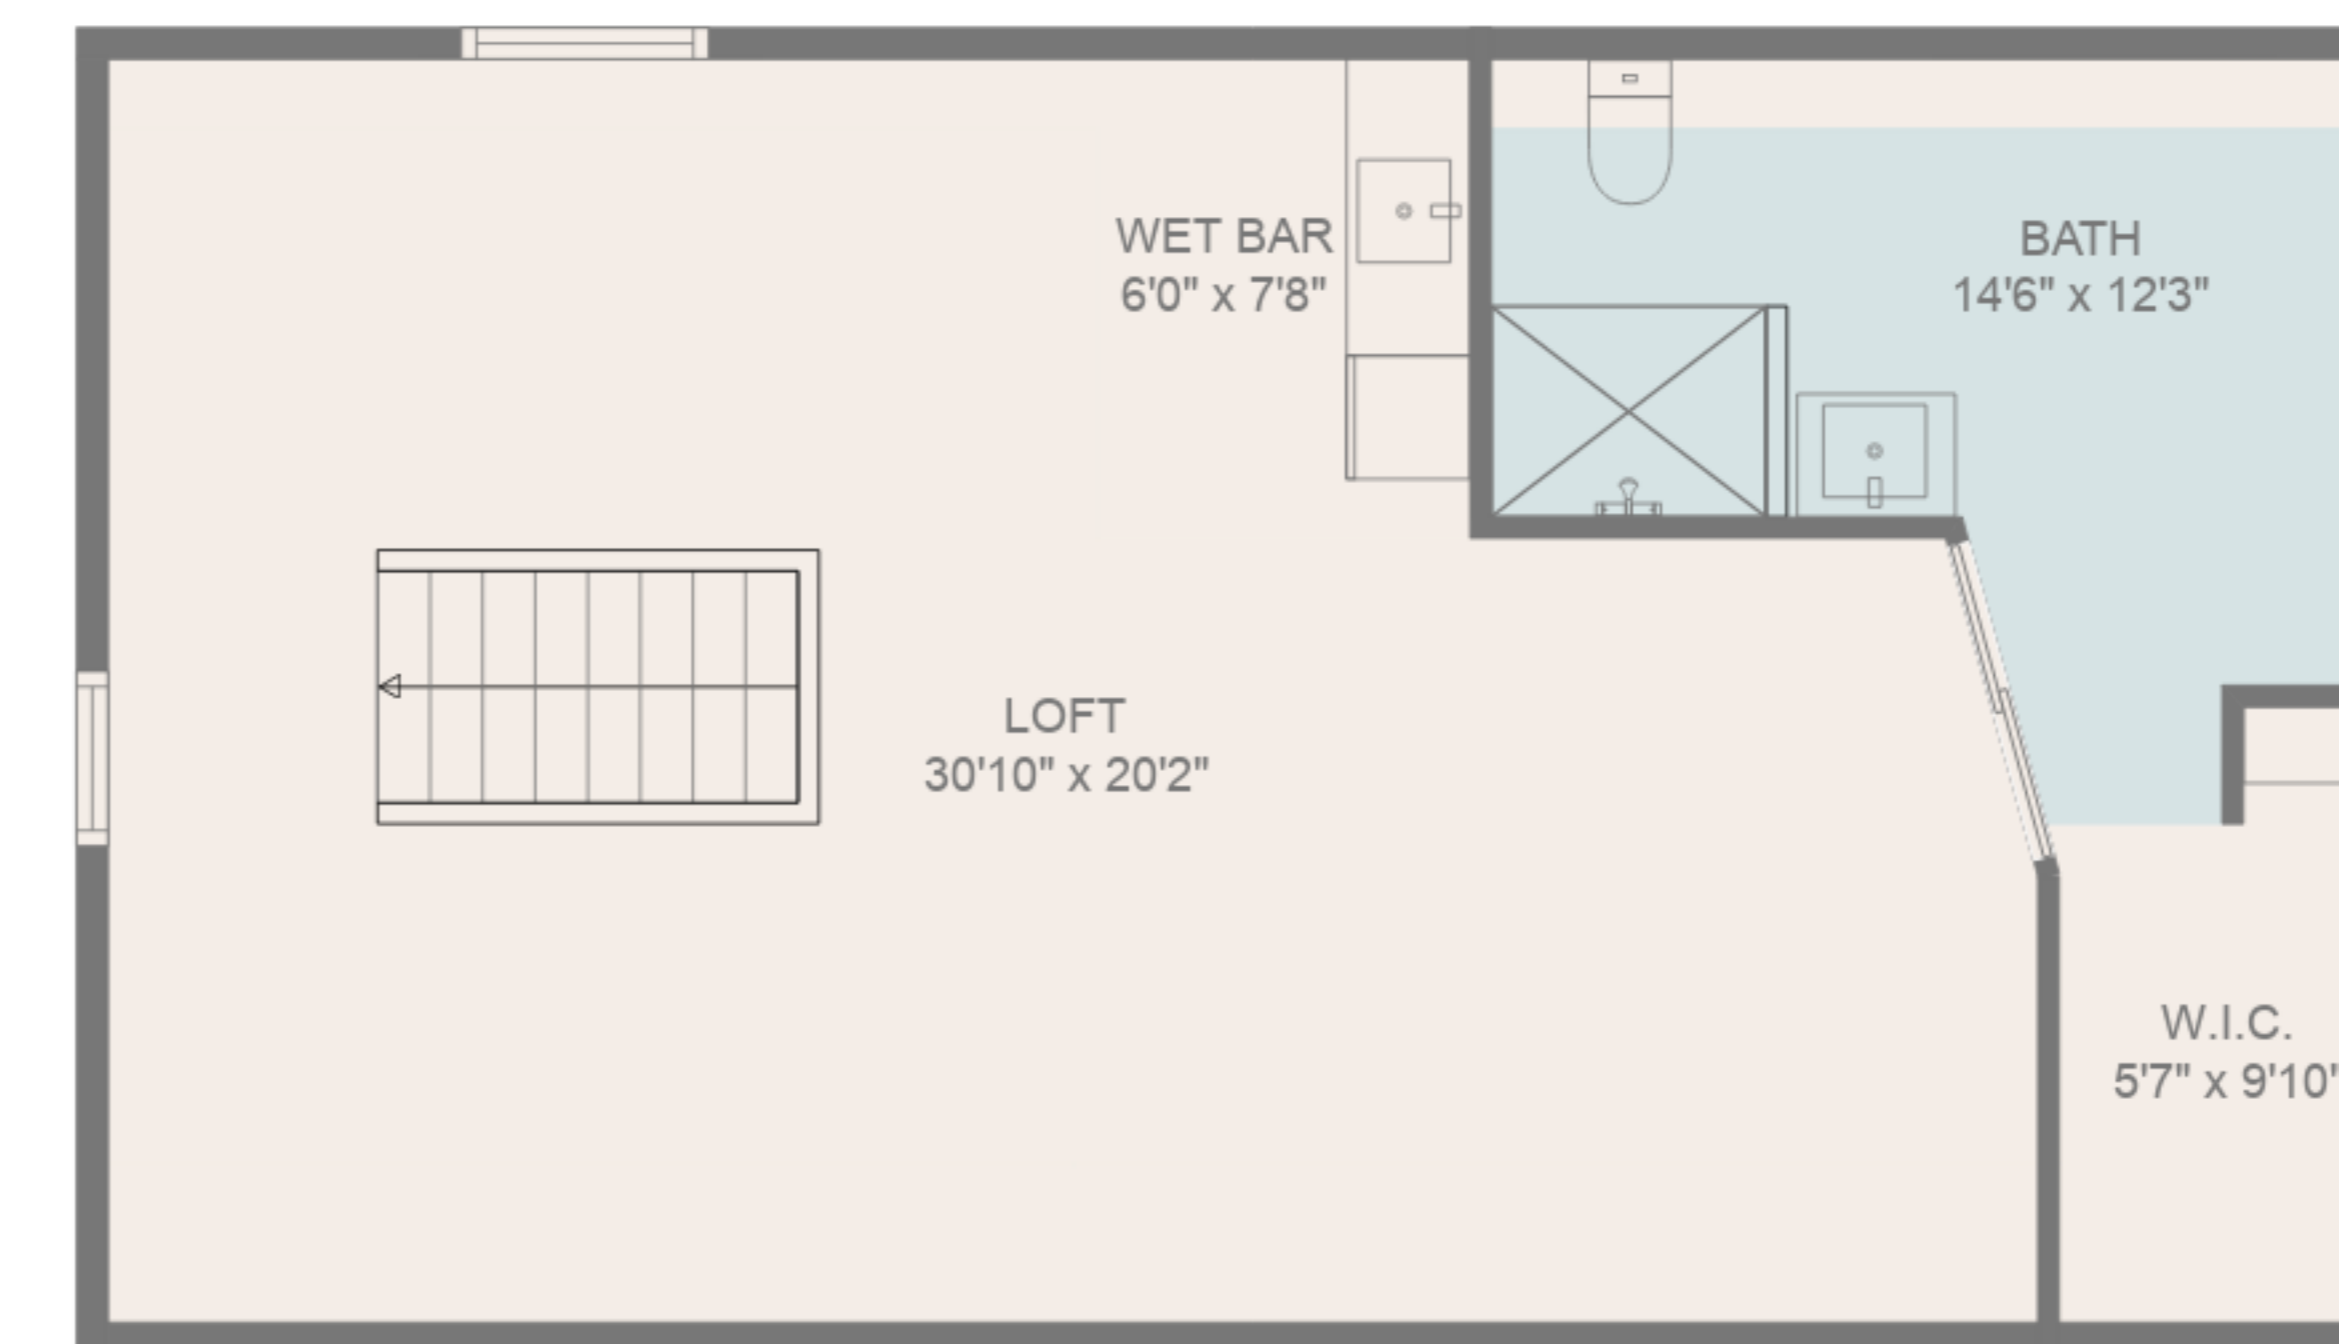 WET BAR
6'0" x 7'8"
BATH
14'6" x 12'3"
LOFT
30'10" x 20'2"
W.I.C.
5'7" x 9'10"